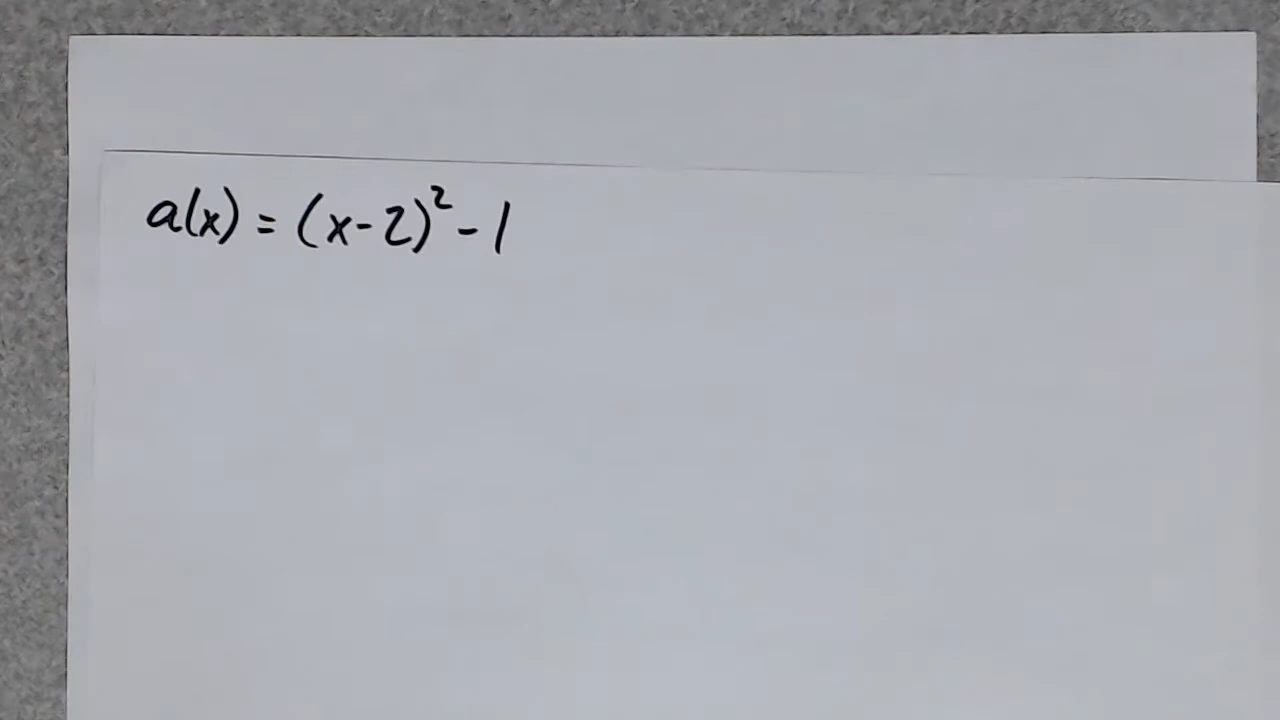 a(x) = (x-2)² - 1